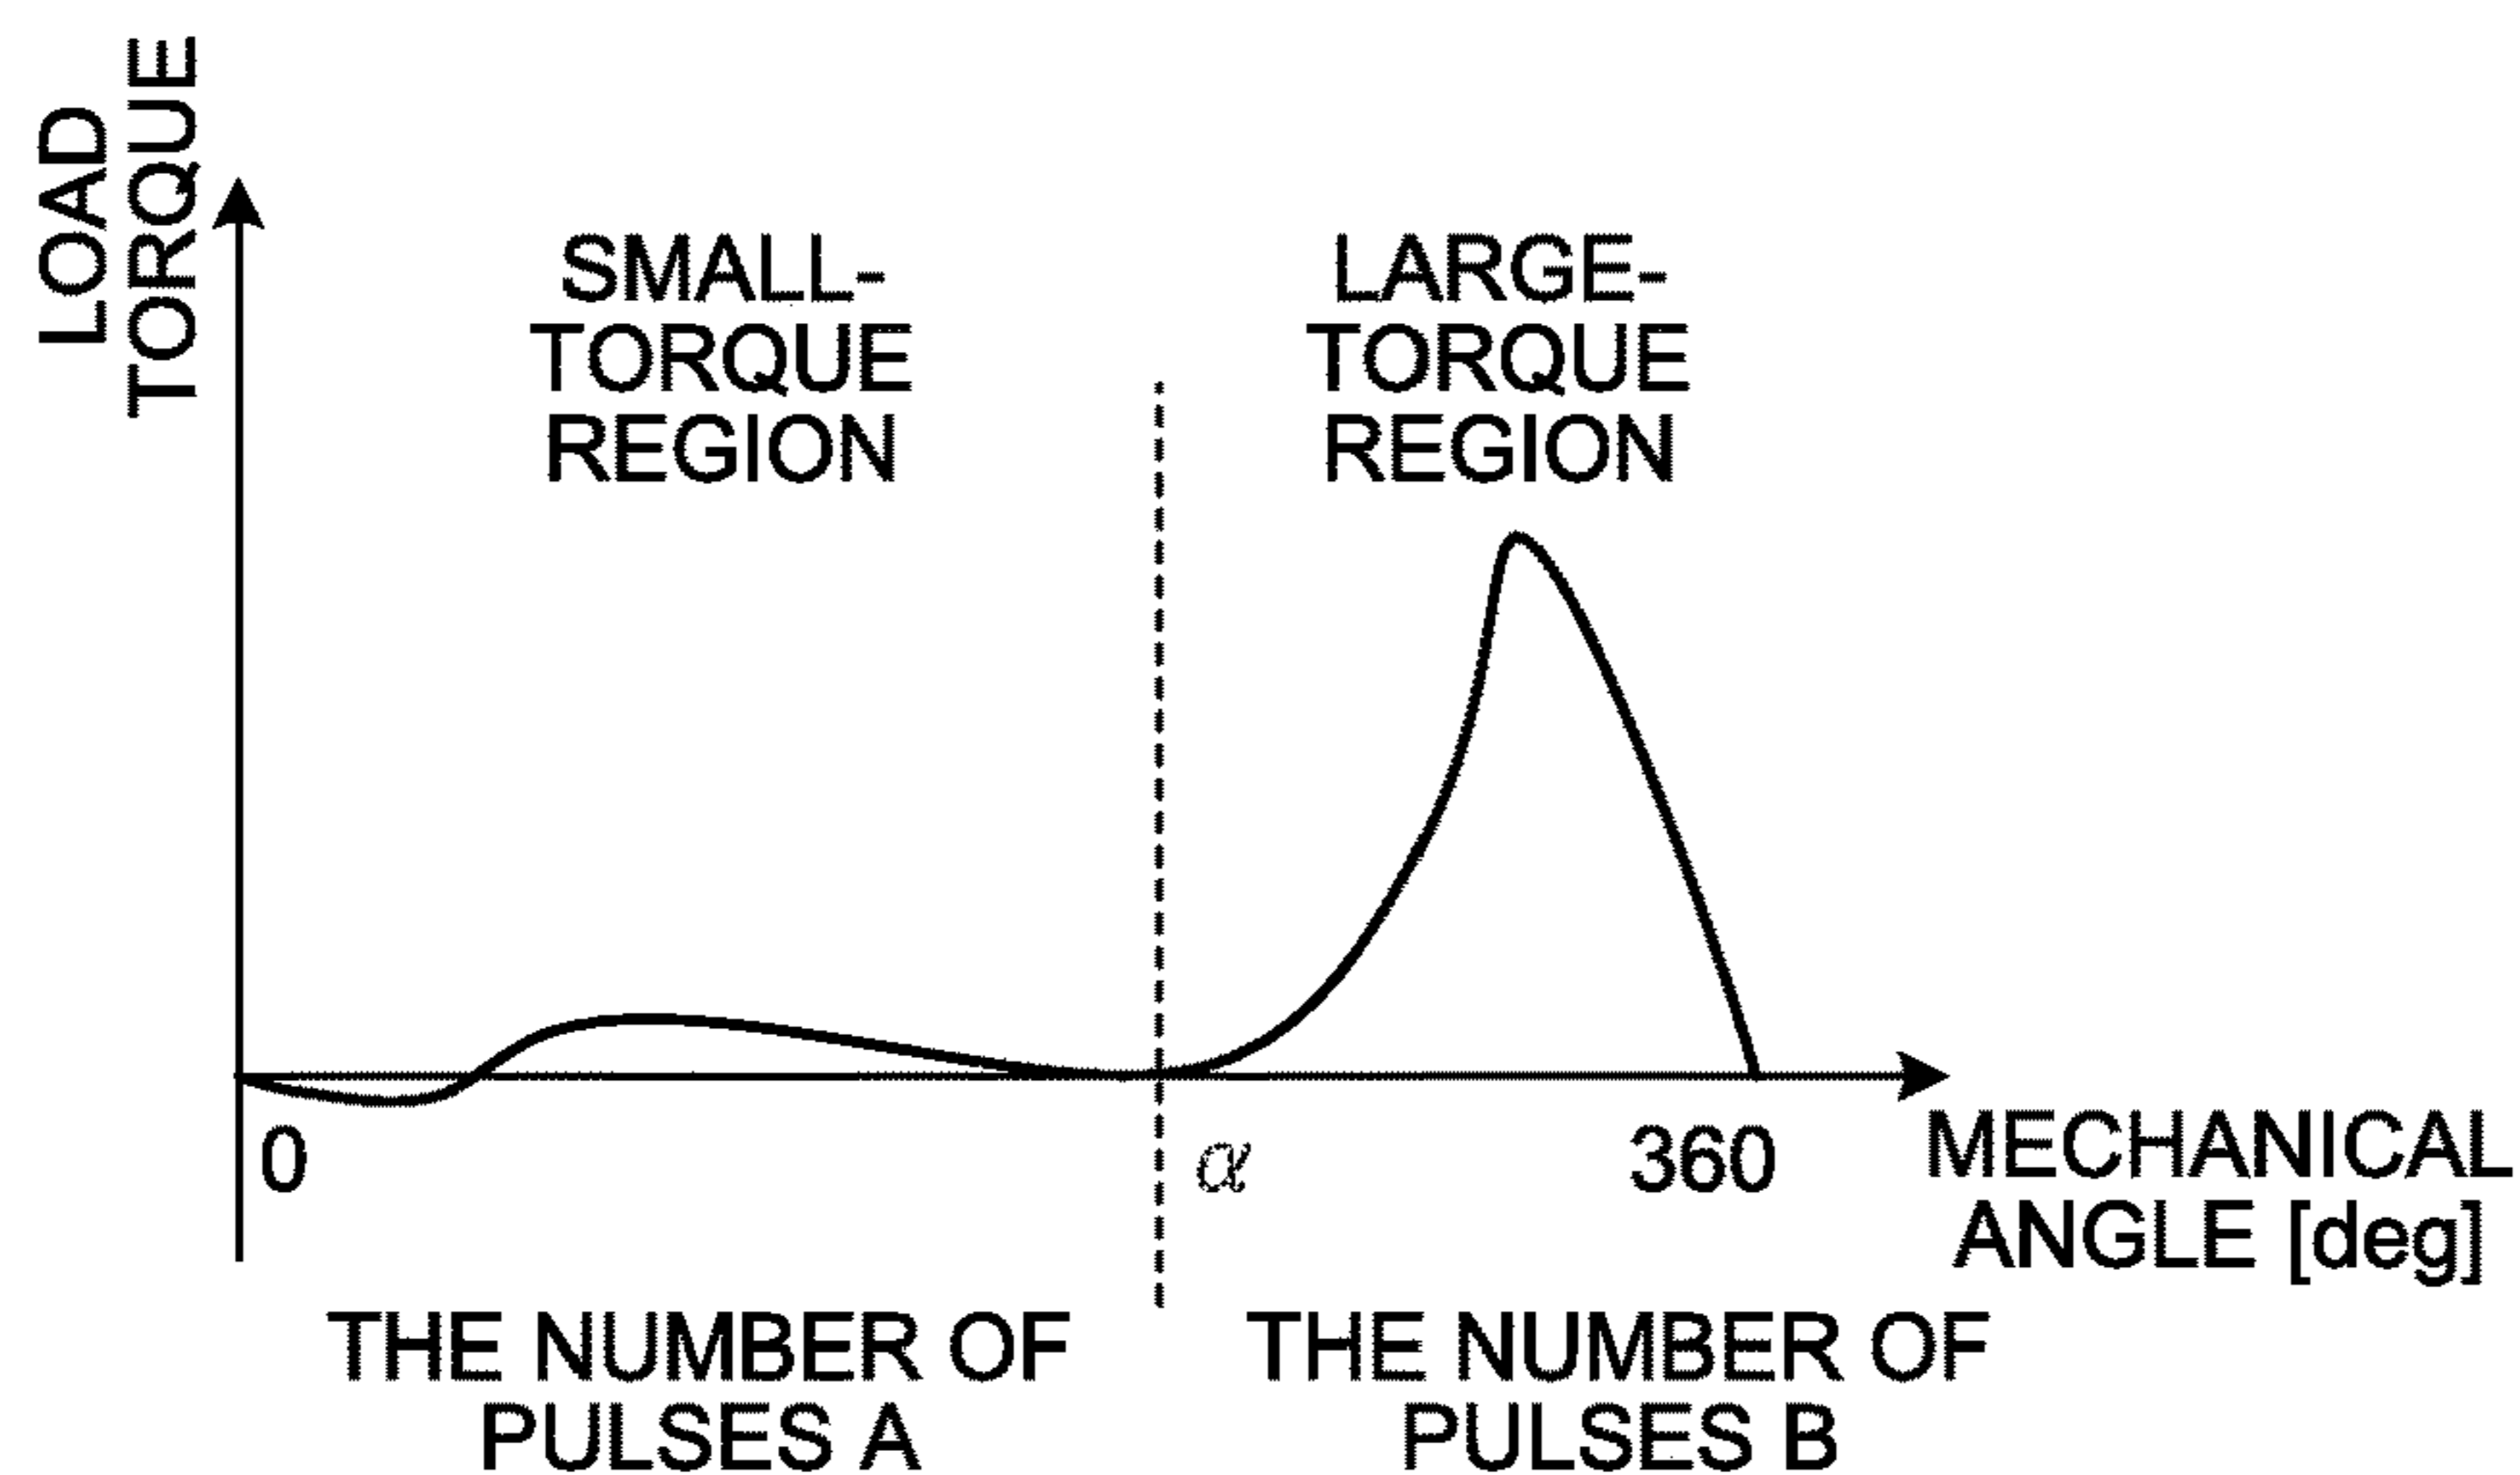 LOAD
TORQUE
SMALL-
TORQUE
REGION
LARGE-
TORQUE
REGION
0
α
360
MECHANICAL
ANGLE [deg]
THE NUMBER OF
PULSES A
THE NUMBER OF
PULSES B